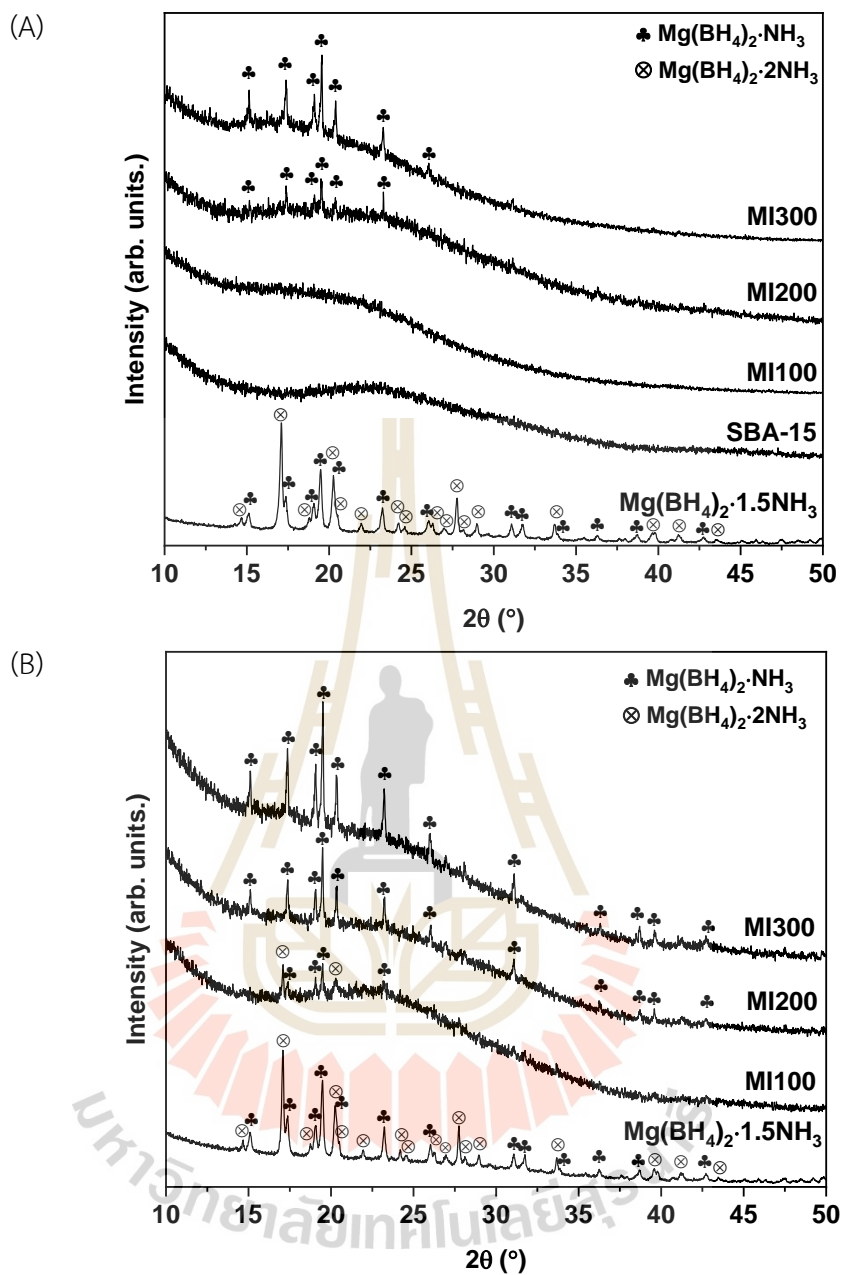 (A)
♣ Mg(BH₄)₂·NH₃
⊗ Mg(BH₄)₂·2NH₃
Intensity (arb. units.)
MI300
MI200
MI100
SBA-15
Mg(BH₄)₂·1.5NH₃
10 15 20 25 30 35 40 45 50
2θ (°)
(B)
♣ Mg(BH₄)₂·NH₃
⊗ Mg(BH₄)₂·2NH₃
Intensity (arb. units.)
MI300
MI200
MI100
Mg(BH₄)₂·1.5NH₃
10 15 20 25 30 35 40 45 50
2θ (°)
มหาวิทยาลัยเทคโนโลยีสุรนารี